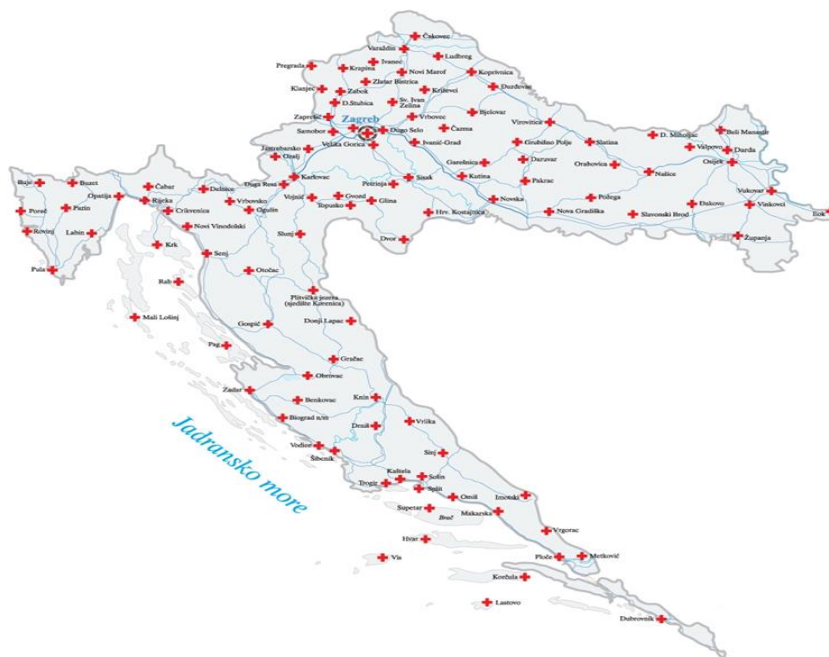 Čakovec
Varaždin
Ivanec
Ludbreg
Pregrada
Krapina
Novi Marof
Koprivnica
Zlatar Bistrica
Klanjec
Zabok
Križevci
Đurđevac
D.Stubica
Sv. Ivan
Zelina
Zaprešić
Zagreb
Vrbovec
Bjelovar
Virovitica
Samobor
Dugo Selo
Čazma
D. Miholjac
Beli Manastir
Jastrebarsko
Velika Gorica
Ivanić-Grad
Grubišno Polje
Slatina
Valpovo
Darda
Ozalj
Garešnica
Daruvar
Orahovica
Našice
Osijek
Karlovac
Sisak
Kutina
Pakrac
Buje
Buzet
Čabar
Delnice
Duga Resa
Petrinja
Vukovar
Opatija
Rijeka
Vrbovsko
Vojnić
Gvozd
Topusko
Glina
Novska
Požega
Đakovo
Vinkovci
Poreč
Pazin
Crikvenica
Ogulin
Hrv. Kostajnica
Nova Gradiška
Slavonski Brod
Ilok
Rovinj
Labin
Novi Vinodolski
Slunj
Dvor
Županja
Krk
Senj
Pula
Otočac
Rab
Plitvička jezera
(sjedište Korenica)
Mali Lošinj
Gospić
Donji Lapac
Pag
Gračac
Obrovac
Zadar
Benkovac
Knin
Biograd n/m
Drniš
Vrlika
Jadransko more
Vodice
Šibenik
Sinj
Kaštela
Solin
Trogir
Split
Omiš
Imotski
Supetar
Brač
Makarska
Hvar
Vrgorac
Vis
Ploče
Metković
Korčula
Lastovo
Dubrovnik